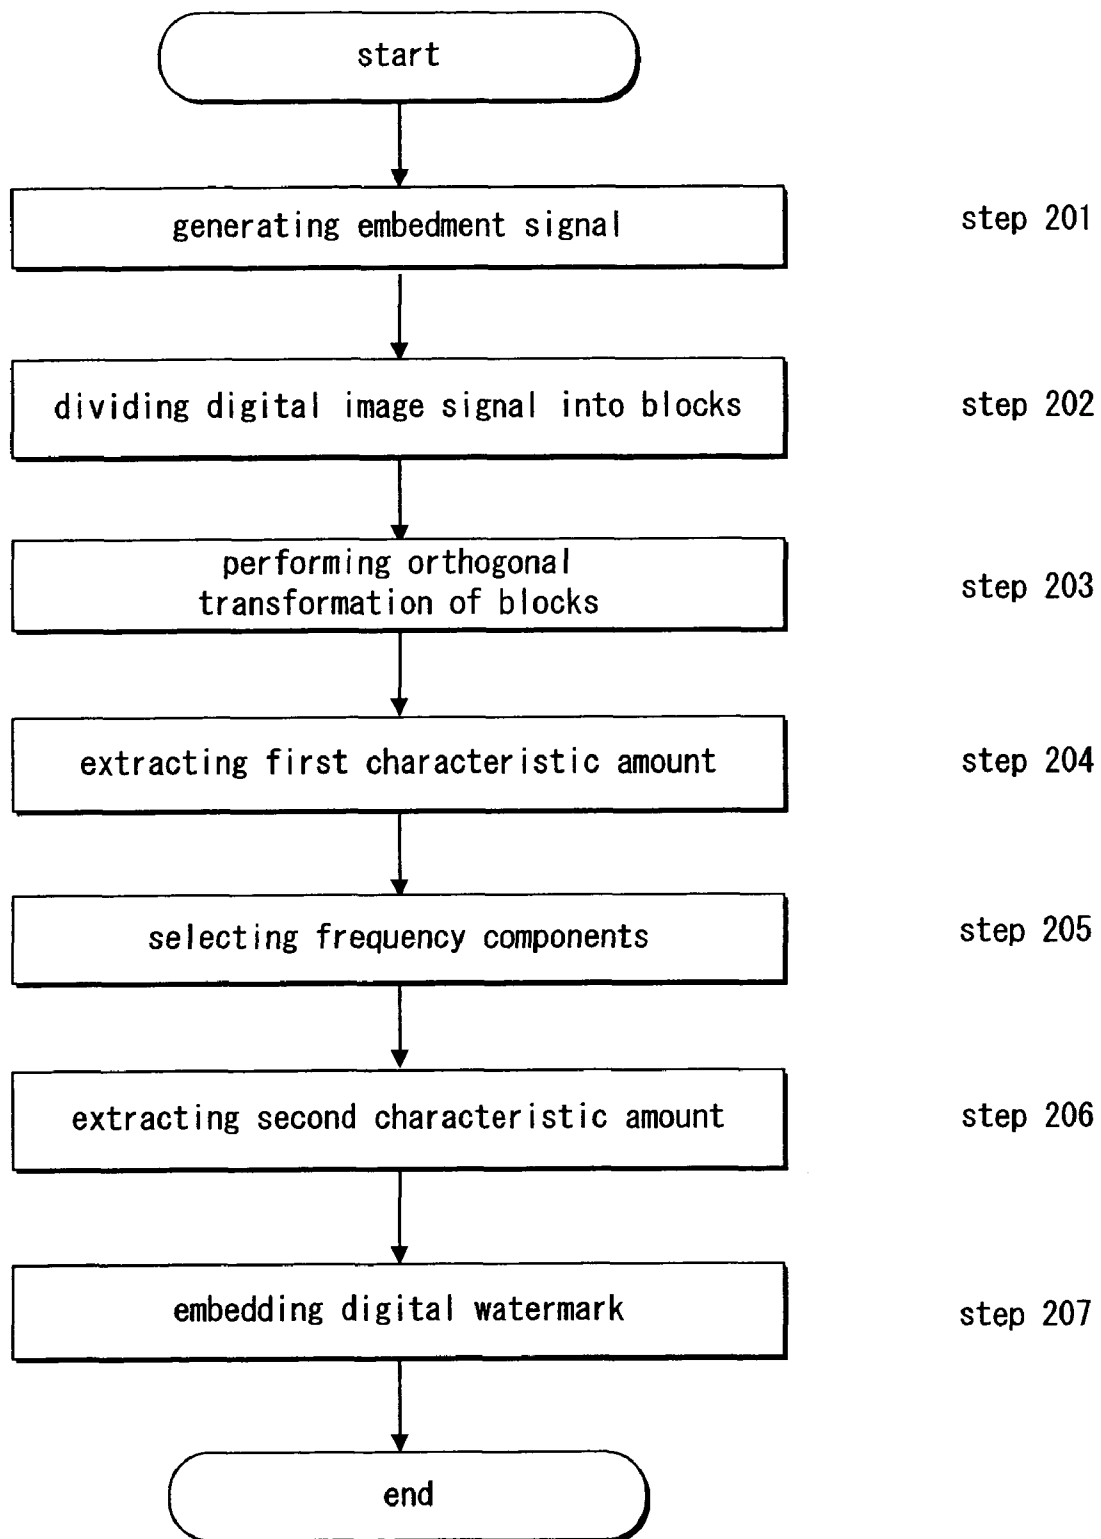 start
generating embedment signal
step 201
dividing digital image signal into blocks
step 202
performing orthogonal
transformation of blocks
step 203
extracting first characteristic amount
step 204
selecting frequency components
step 205
extracting second characteristic amount
step 206
embedding digital watermark
step 207
end